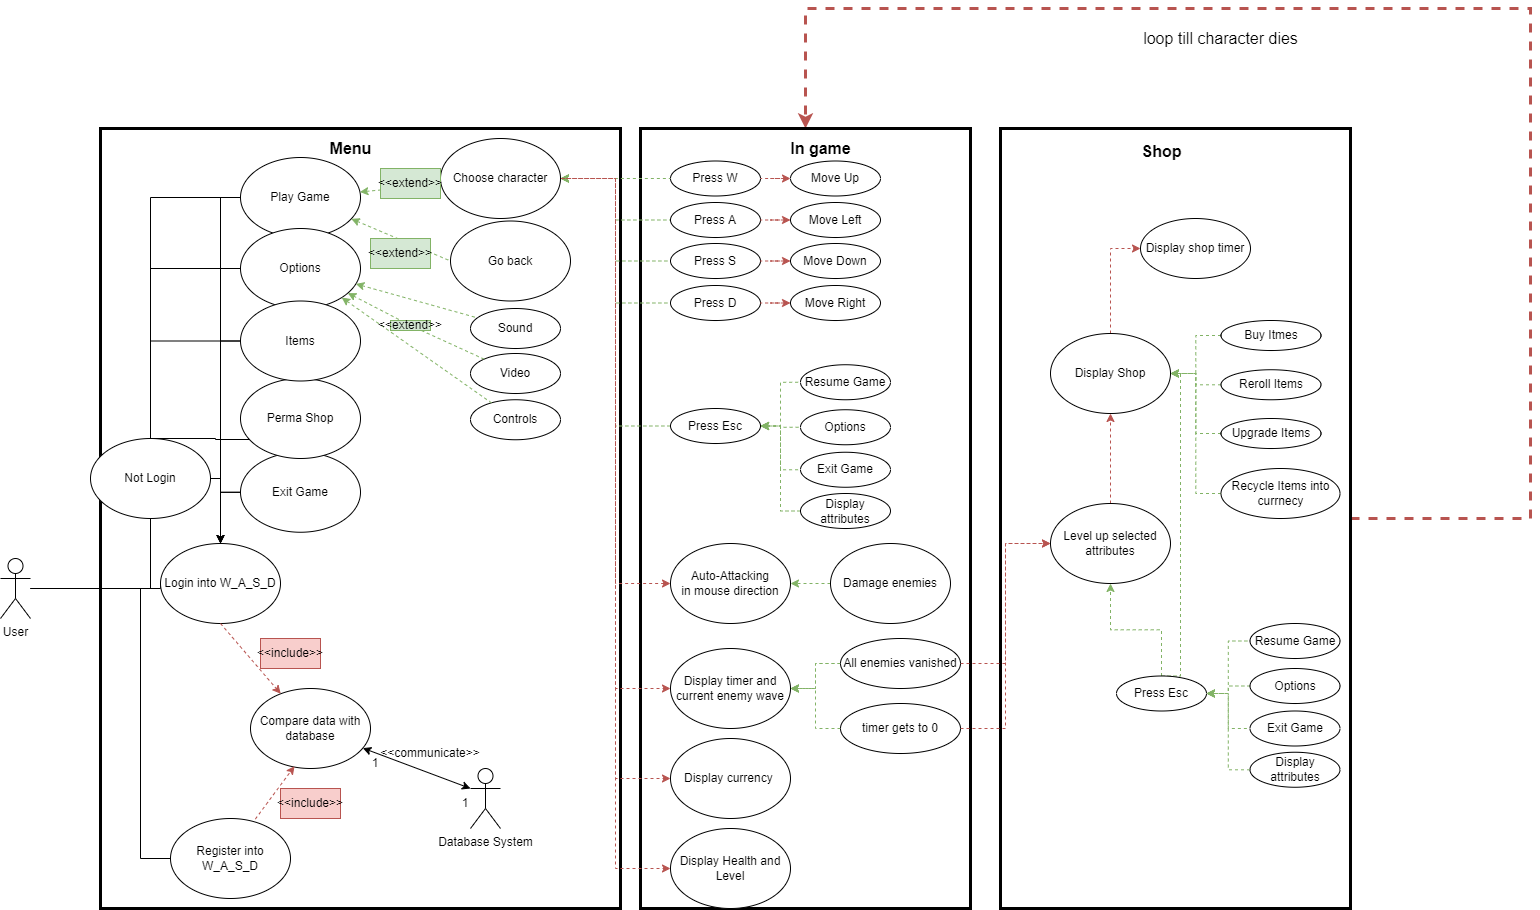 loop till character dies
Menu
Play Game
<<extend>>
Choose character
<<extend>>
Go back
Options
Sound
<<extend>>
Items
Video
Controls
Perma Shop
Not Login
Exit Game
Login into W_A_S_D
User
<<include>>
Compare data with
database
<<communicate>>
1
1
<<include>>
Database System
Register into
W_A_S_D
In game
Press W
Move Up
Press A
Move Left
Press S
Move Down
Press D
Move Right
Resume Game
Press Esc
Options
Exit Game
Display
attributes
Auto-Attacking
in mouse direction
Damage enemies
All enemies vanished
Display timer and
current enemy wave
timer gets to 0
Display currency
Display Health and
Level
Shop
Display shop timer
Buy Itmes
Display Shop
Reroll Items
Upgrade Items
Recycle Items into
currnecy
Level up selected
attributes
Resume Game
Press Esc
Options
Exit Game
Display
attributes